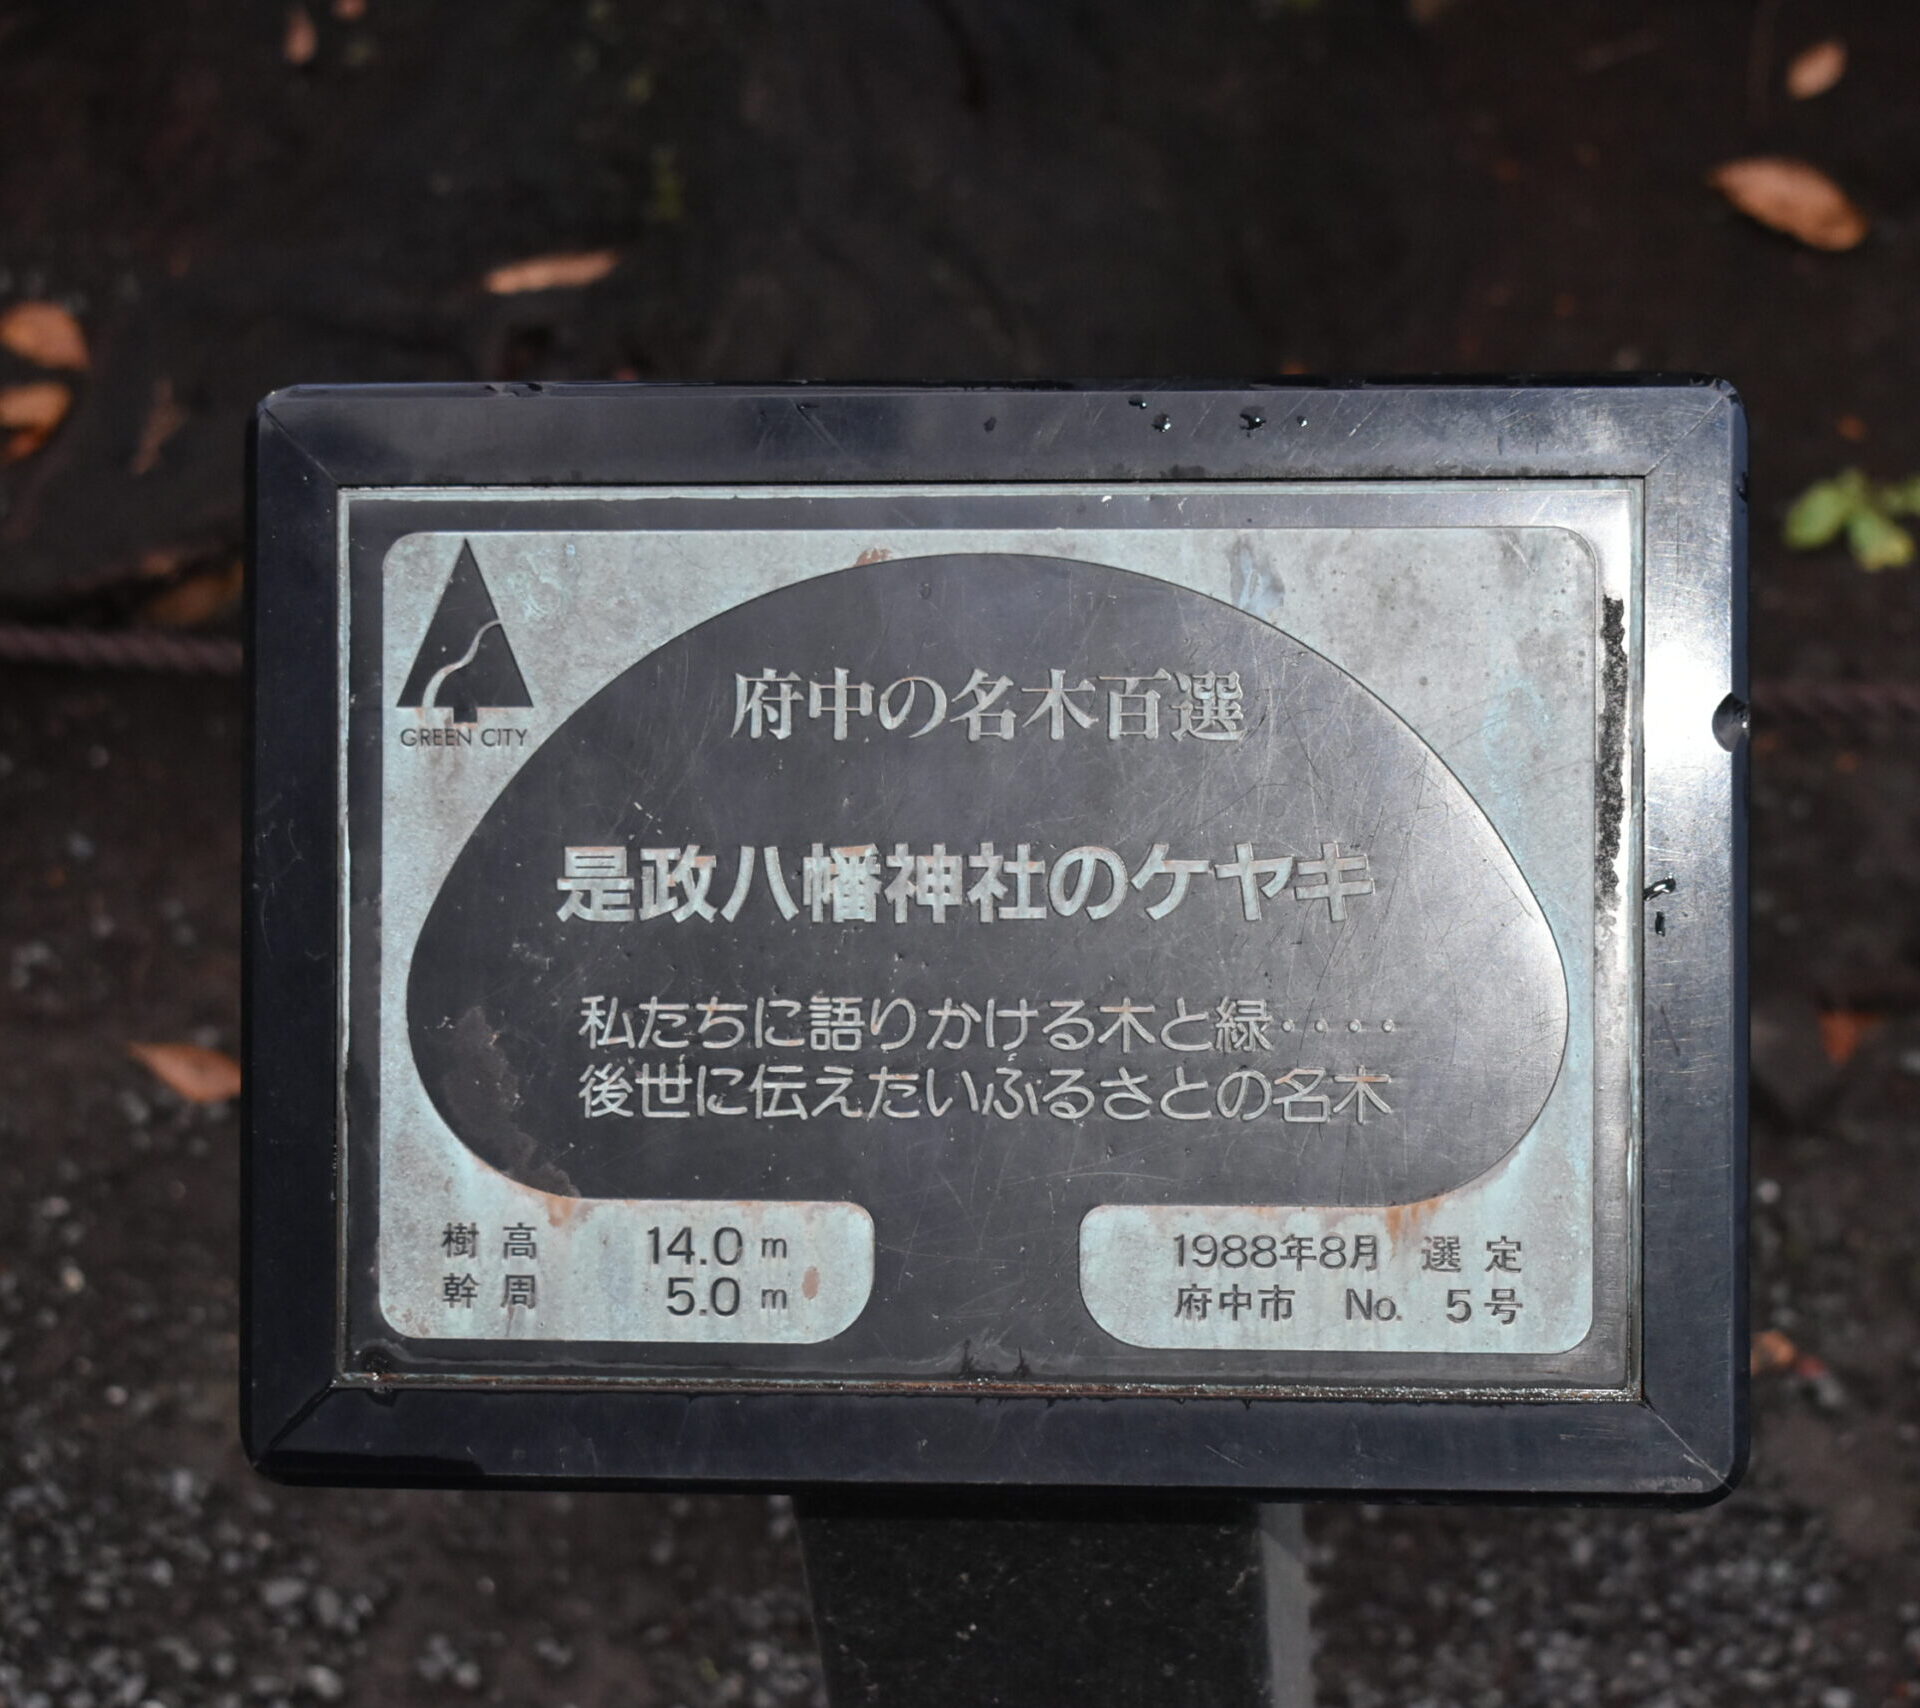 GREEN CITY
府中の名木百選
是政八幡神社のケヤキ
私たちに語りかける木と緑‥‥
後世に伝えたいふるさとの名木
樹高 14.0 m
幹周 5.0 m
1988年8月 選定
府中市 No. 5号